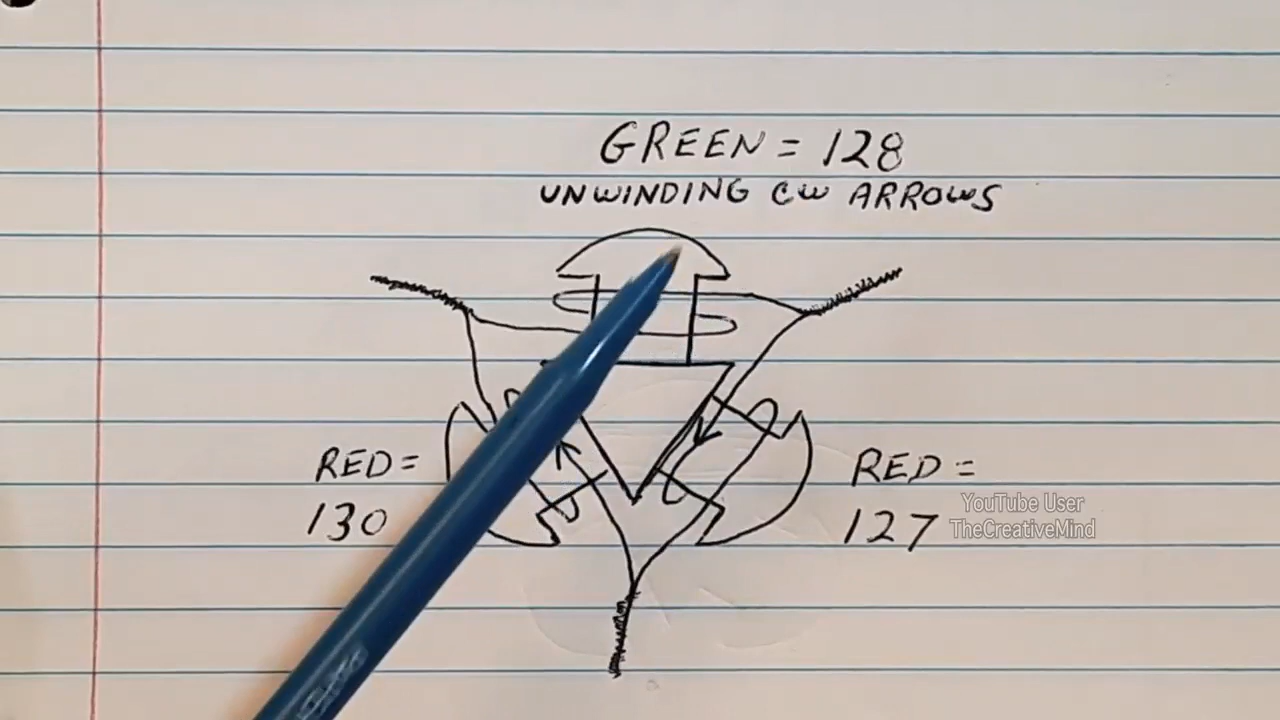 GREEN = 128
UNWINDING CW ARROWS
RED =
130
RED =
127
YouTube User
TheCreativeMind